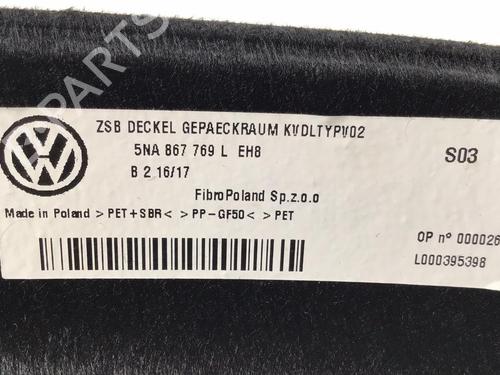 B PARTS
ZSB DECKEL GEPAECKRAUM KVDLTYPV02
5NA 867 769 L EH8
S03
B 2 16/17
FibroPoland Sp.z.o.o
Made in Poland > PET+SBR< >PP-GF50< >PET
OP nº 000026
L000395398